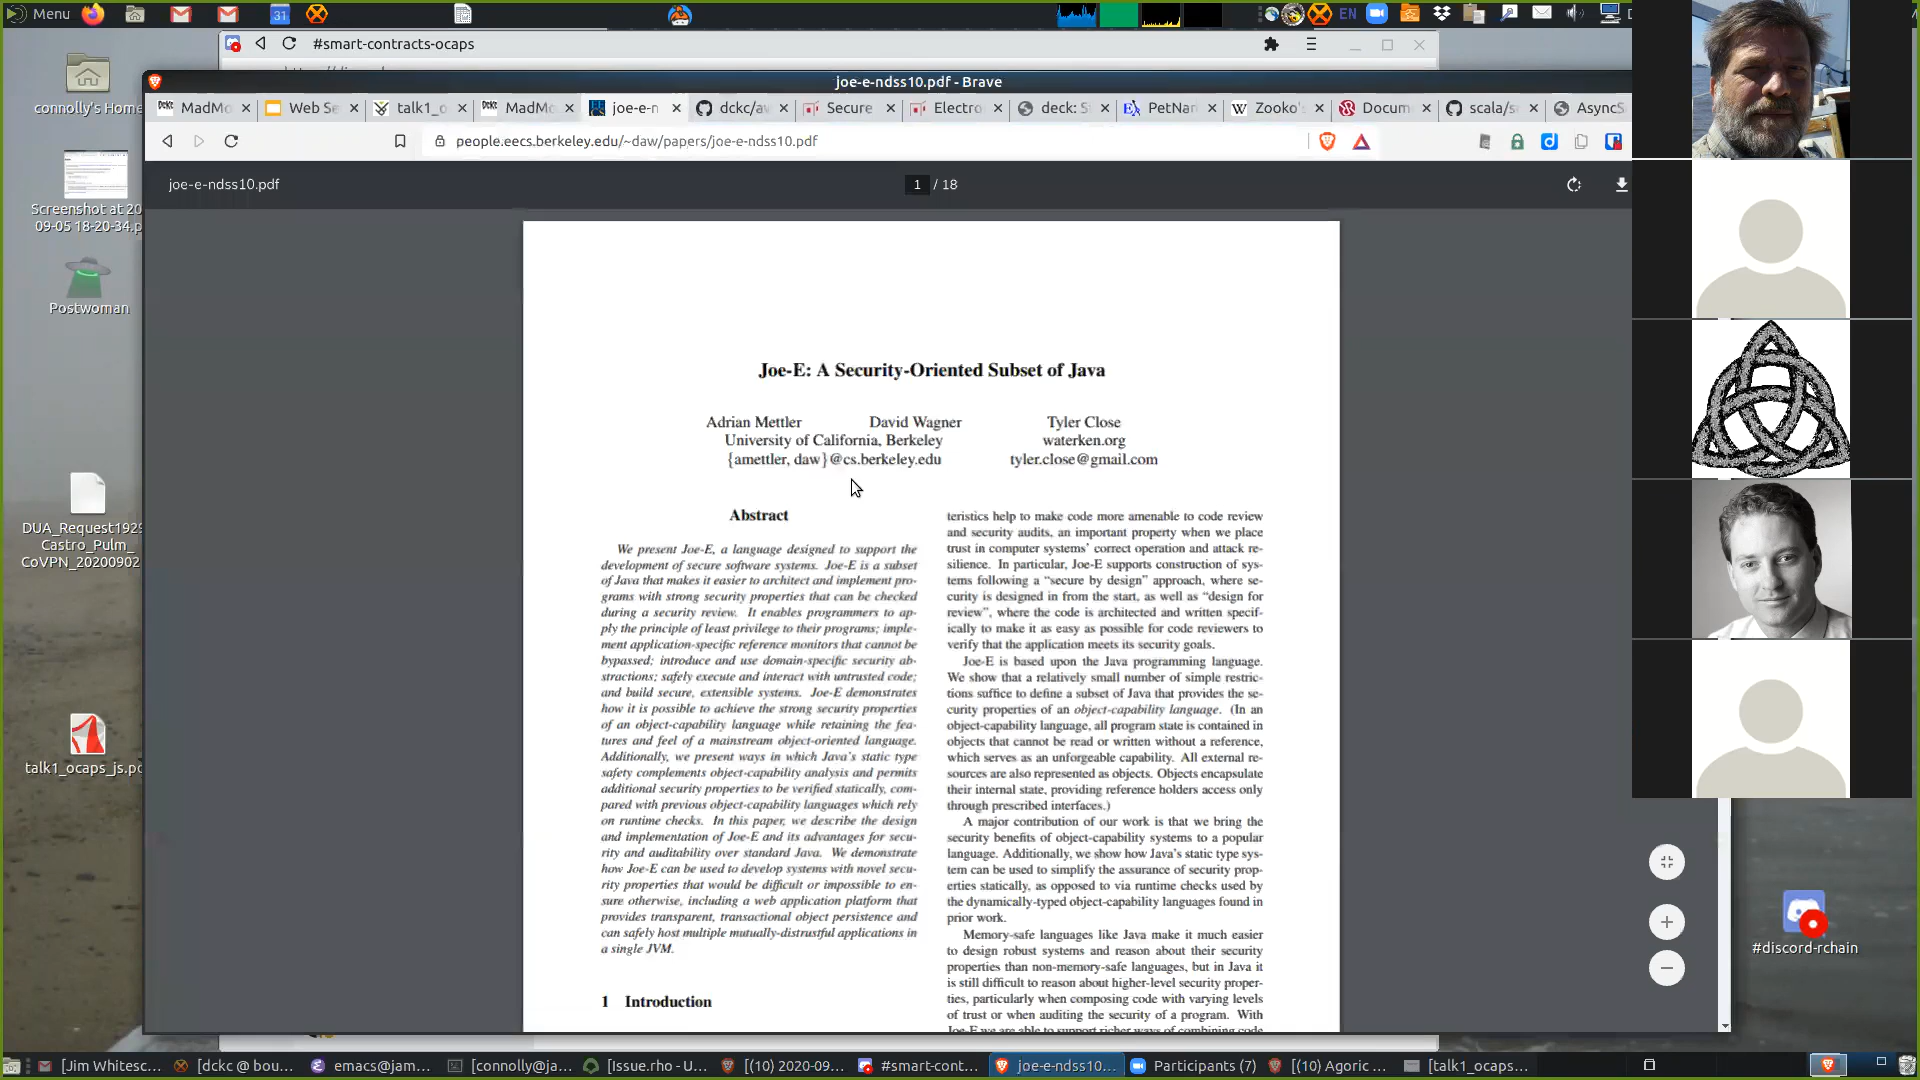 Menu
31
EN
#smart-contracts-ocaps
connolly's Home
joe-e-ndss10.pdf - Brave
MadMo
Web Se
talk1_o
MadMo
joe-e-n
dckc/aw
Secure
Electro
deck: S
PetNar
Zooko'
Docum
scala/s
AsyncS
people.eecs.berkeley.edu/~daw/papers/joe-e-ndss10.pdf
joe-e-ndss10.pdf
1 / 18
Screenshot at 20
09-05 18-20-34.p
Postwoman
DUA_Request1929
Castro_Pulm_
CoVPN_20200902
talk1_ocaps_js.pd
#discord-rchain
Joe-E: A Security-Oriented Subset of Java
Adrian Mettler David Wagner Tyler Close
University of California, Berkeley waterken.org
{amettler, daw}@cs.berkeley.edu tyler.close@gmail.com
Abstract
We present Joe-E, a language designed to support the
development of secure software systems. Joe-E is a subset
of Java that makes it easier to architect and implement pro-
grams with strong security properties that can be checked
during a security review. It enables programmers to ap-
ply the principle of least privilege to their programs; imple-
ment application-specific reference monitors that cannot be
bypassed; introduce and use domain-specific security ab-
stractions; safely execute and interact with untrusted code;
and build secure, extensible systems. Joe-E demonstrates
how it is possible to achieve the strong security properties
of an object-capability language while retaining the fea-
tures and feel of a mainstream object-oriented language.
Additionally, we present ways in which Java's static type
safety complements object-capability analysis and permits
additional security properties to be verified statically, com-
pared with previous object-capability languages which rely
on runtime checks. In this paper, we describe the design
and implementation of Joe-E and its advantages for secu-
rity and auditability over standard Java. We demonstrate
how Joe-E can be used to develop systems with novel secu-
rity properties that would be difficult or impossible to en-
sure otherwise, including a web application platform that
provides transparent, transactional object persistence and
can safely host multiple mutually-distrustful applications in
a single JVM.
1 Introduction
teristics help to make code more amenable to code review
and security audits, an important property when we place
trust in computer systems' correct operation and attack re-
silience. In particular, Joe-E supports construction of sys-
tems following a "secure by design" approach, where se-
curity is designed in from the start, as well as "design for
review", where the code is architected and written specif-
ically to make it as easy as possible for code reviewers to
verify that the application meets its security goals.
Joe-E is based upon the Java programming language.
We show that a relatively small number of simple restric-
tions suffice to define a subset of Java that provides the se-
curity properties of an object-capability language. (In an
object-capability language, all program state is contained in
objects that cannot be read or written without a reference,
which serves as an unforgeable capability. All external re-
sources are also represented as objects. Objects encapsulate
their internal state, providing reference holders access only
through prescribed interfaces.)
A major contribution of our work is that we bring the
security benefits of object-capability systems to a popular
language. Additionally, we show how Java's static type sys-
tem can be used to simplify the assurance of security prop-
erties statically, as opposed to via runtime checks used by
the dynamically-typed object-capability languages found in
prior work.
Memory-safe languages like Java make it much easier
to design robust systems and reason about their security
properties than non-memory-safe languages, but in Java it
is still difficult to reason about higher-level security proper-
ties, particularly when composing code with varying levels
of trust or when auditing the security of a program. With
Joe-E we are able to support richer ways of combining code
[Jim Whitesc...
[dckc @ bou...
emacs@jam...
[connolly@ja...
[Issue.rho - U...
[(10) 2020-09...
#smart-cont...
joe-e-ndss10...
Participants (7)
[(10) Agoric ...
[talk1_ocaps...